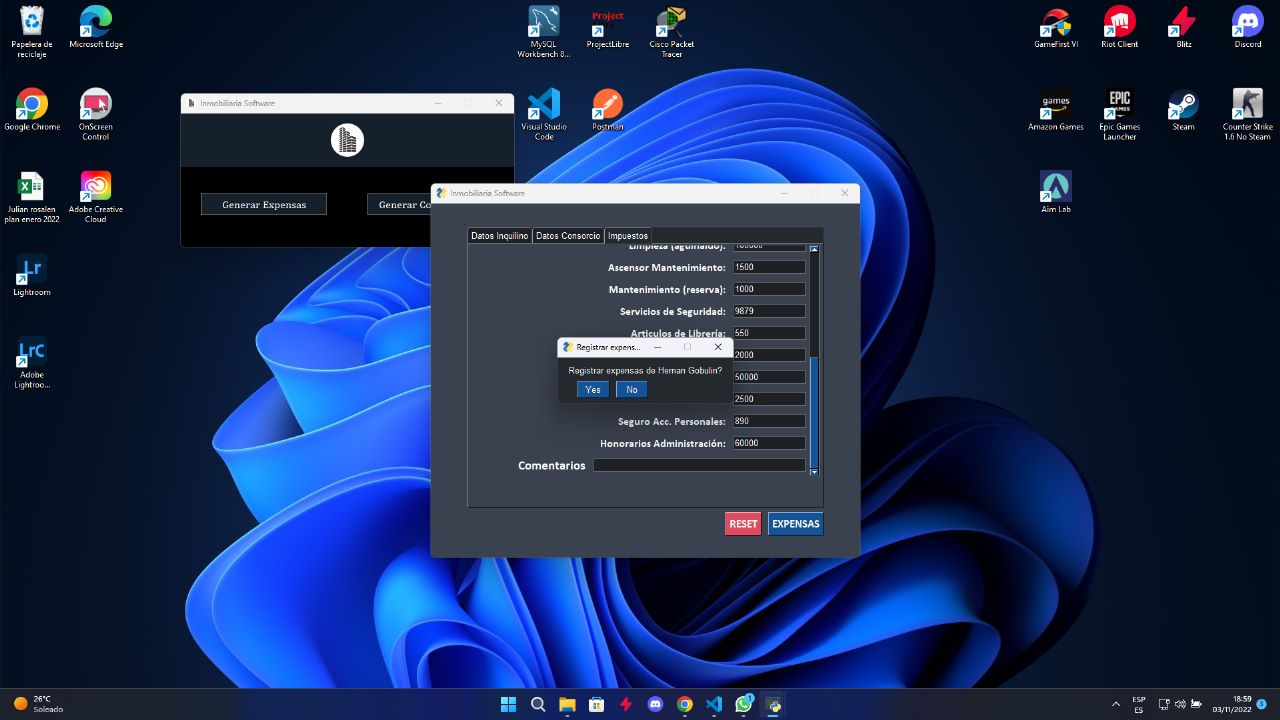 Papelera de
reciclaje
Microsoft Edge
MySQL
Workbench 8...
Project
ProjectLibre
Cisco Packet
Tracer
GameFirst VI
Riot Client
Blitz
Discord
Google Chrome
OnScreen
Control
Visual Studio
Code
Postman
games
Amazon Games
EPIC
GAMES
Epic Games
Launcher
Steam
Counter Strike
1.6 No Steam
Julian rosalen
plan enero 2022
Adobe Creative
Cloud
Aim Lab
Lr
Lightroom
LrC
Adobe
Lightroo...
Inmobiliaria Software
Generar Expensas
Generar Co
Inmobiliaria Software
Datos Inquilino
Datos Consorcio
Impuestos
Limpieza (aguinaldo):
Ascensor Mantenimiento: 1500
Mantenimiento (reserva): 1000
Servicios de Seguridad: 9879
Articulos de Librería: 550
2000
50000
2500
Seguro Acc. Personales: 890
Honorarios Administración: 60000
Comentarios
RESET
EXPENSAS
Registrar expens...
Registrar expensas de Hernan Gobulin?
Yes
No
26°C
Soleado
1
ESP
ES
18:59
03/11/2022
3